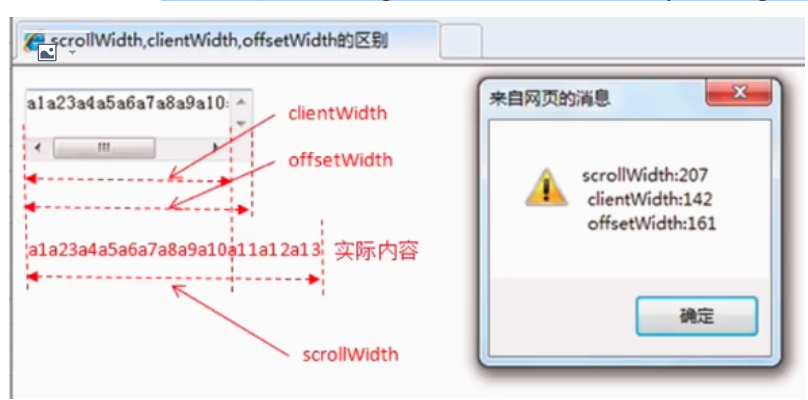 scrollWidth,clientWidth,offsetWidth的区别
a1a23a4a5a6a7a8a9a10
clientWidth
offsetWidth
a1a23a4a5a6a7a8a9a10a11a12a13 实际内容
scrollWidth
来自网页的消息
scrollWidth:207
clientWidth:142
offsetWidth:161
确定